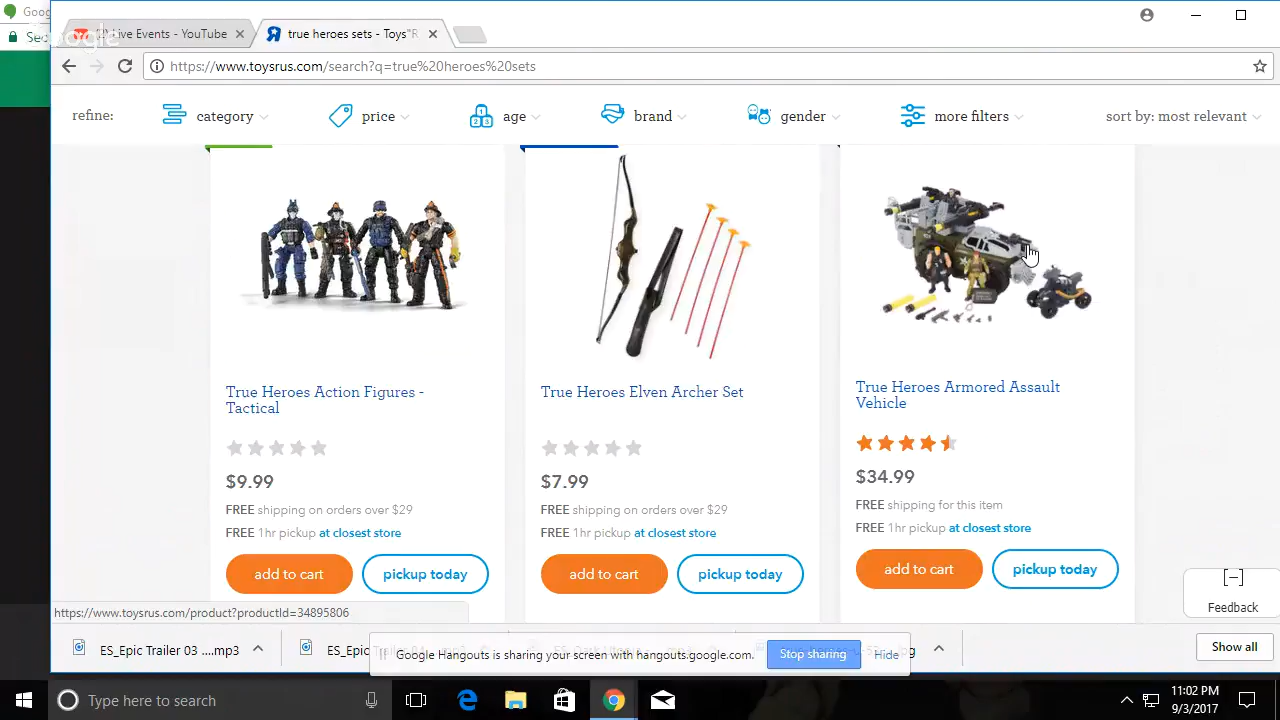 Goog
Live Events - YouTube
true heroes sets - Toys"R
Google
https://www.toysrus.com/search?q=true%20heroes%20sets
refine:
category
price
age
brand
gender
more filters
sort by: most relevant
True Heroes Action Figures -
Tactical
$9.99
FREE shipping on orders over $29
FREE 1hr pickup at closest store
add to cart
pickup today
True Heroes Elven Archer Set
$7.99
FREE shipping on orders over $29
FREE 1hr pickup at closest store
add to cart
pickup today
True Heroes Armored Assault
Vehicle
$34.99
FREE shipping for this item
FREE 1hr pickup at closest store
add to cart
pickup today
[-]
Feedback
https://www.toysrus.com/product?productId=34895806
ES_Epic Trailer 03 ....mp3
Google Hangouts is sharing your screen with hangouts.google.com.
Stop sharing
Hide
Show all
Type here to search
11:02 PM
9/3/2017